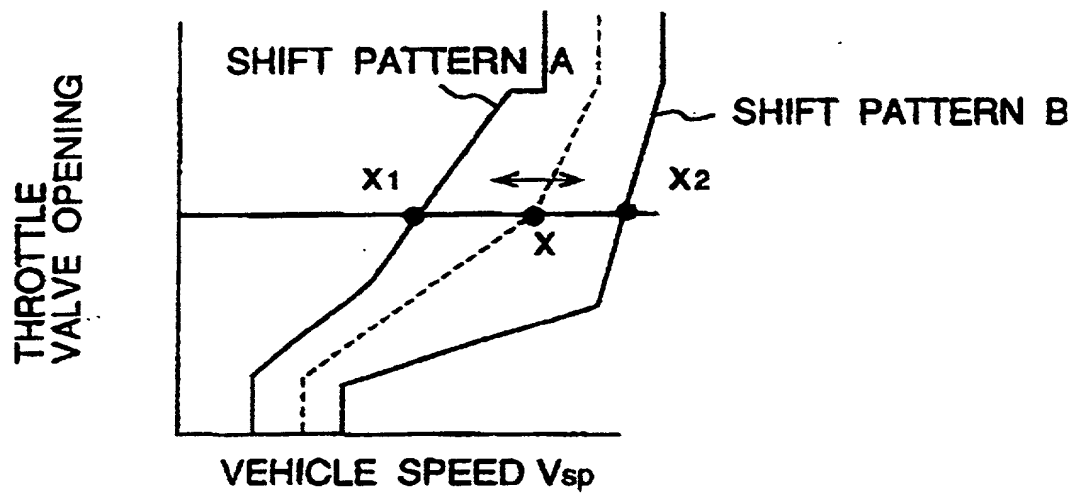 SHIFT PATTERN A
SHIFT PATTERN B
X1
X2
X
THROTTLE
VALVE OPENING
VEHICLE SPEED Vsp